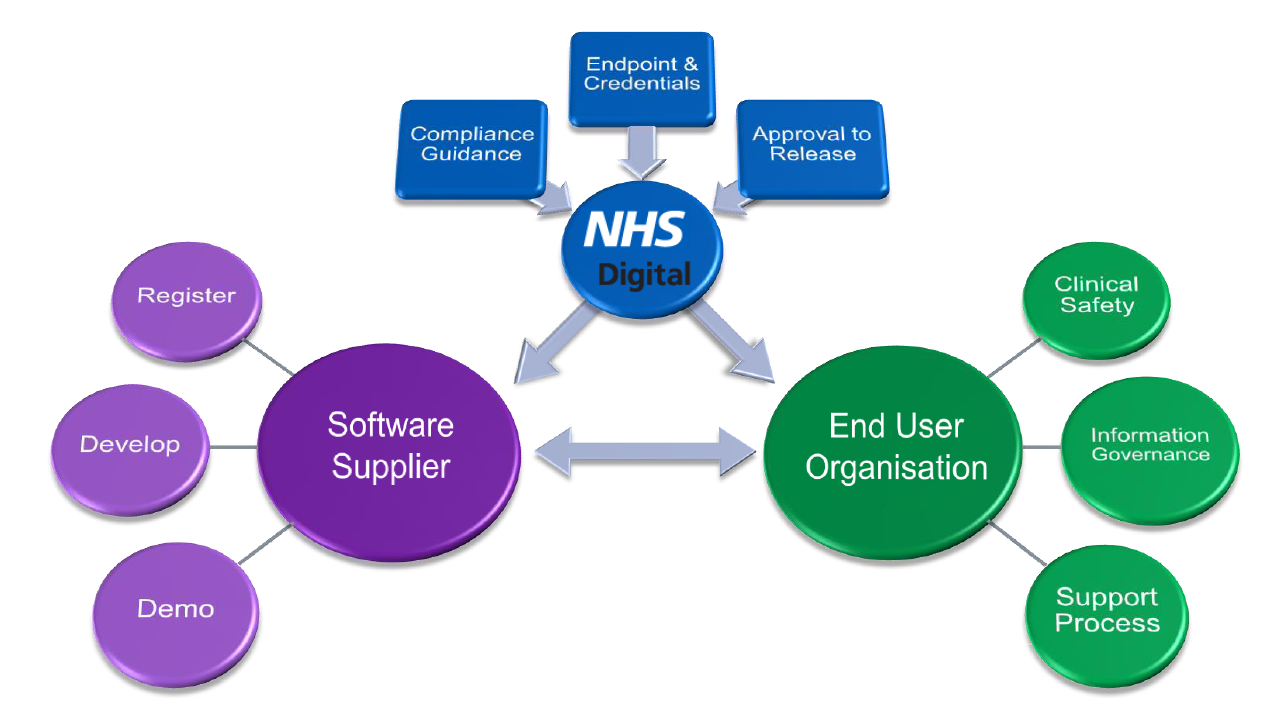 Endpoint &
Credentials
Compliance
Guidance
Approval to
Release
NHS
Digital
Register
Develop
Demo
Software
Supplier
End User
Organisation
Clinical
Safety
Information
Governance
Support
Process